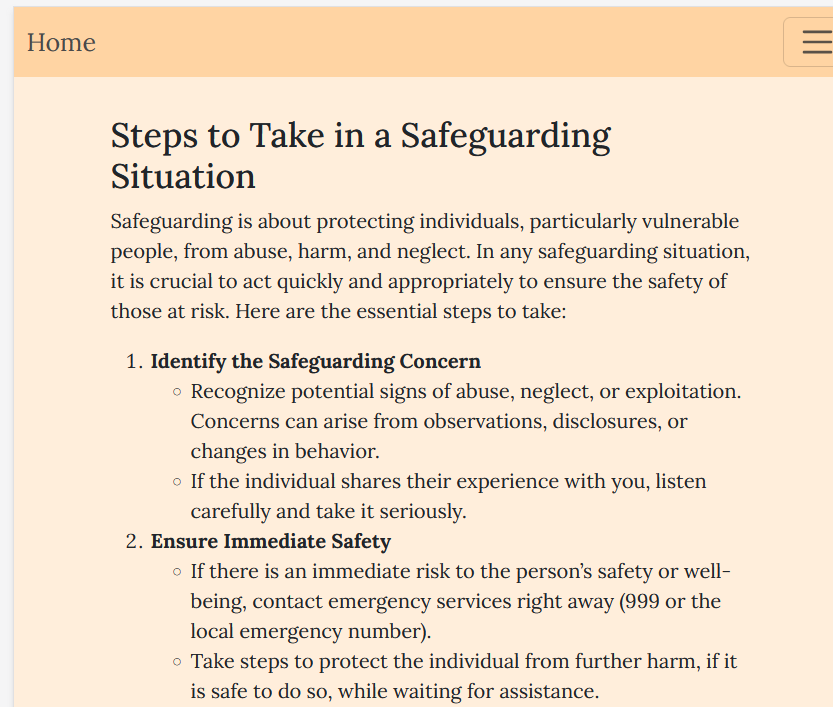 Home
Steps to Take in a Safeguarding
Situation
Safeguarding is about protecting individuals, particularly vulnerable
people, from abuse, harm, and neglect. In any safeguarding situation,
it is crucial to act quickly and appropriately to ensure the safety of
those at risk. Here are the essential steps to take:
1. Identify the Safeguarding Concern
○ Recognize potential signs of abuse, neglect, or exploitation.
Concerns can arise from observations, disclosures, or
changes in behavior.
○ If the individual shares their experience with you, listen
carefully and take it seriously.
2. Ensure Immediate Safety
○ If there is an immediate risk to the person’s safety or well-
being, contact emergency services right away (999 or the
local emergency number).
○ Take steps to protect the individual from further harm, if it
is safe to do so, while waiting for assistance.